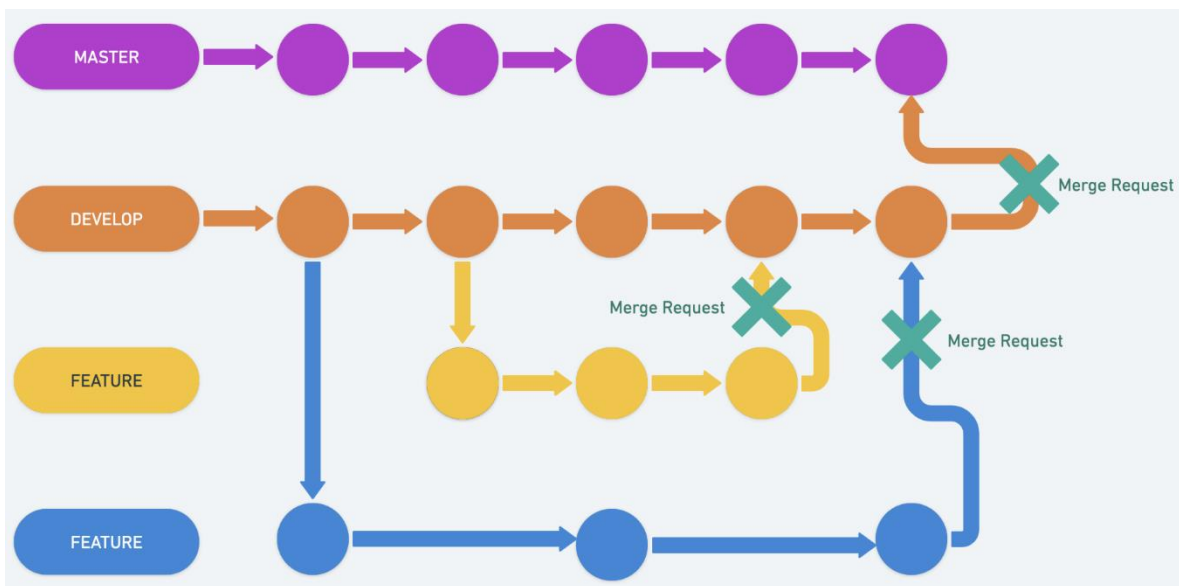 MASTER
Merge Request
DEVELOP
Merge Request
Merge Request
FEATURE
FEATURE